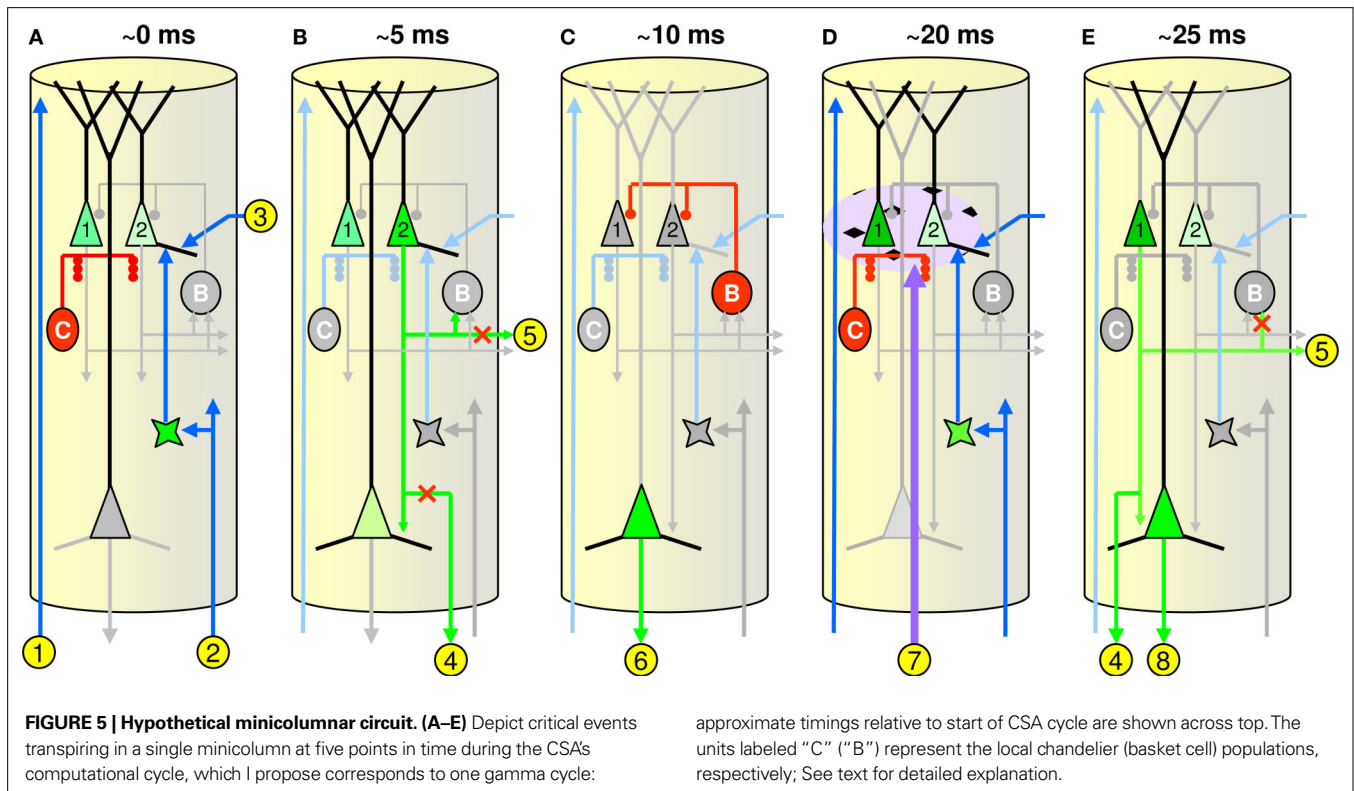 A ~0 ms B ~5 ms C ~10 ms D ~20 ms E ~25 ms
1 2 1 2 1 2 1 2 1 2
3
C B C B C B C B C B
5 5
1 2 4 6 7 4 8
FIGURE 5 | Hypothetical minicolumnar circuit. (A–E) Depict critical events
transpiring in a single minicolumn at five points in time during the CSA's
computational cycle, which I propose corresponds to one gamma cycle:
approximate timings relative to start of CSA cycle are shown across top. The
units labeled "C" ("B") represent the local chandelier (basket cell) populations,
respectively; See text for detailed explanation.